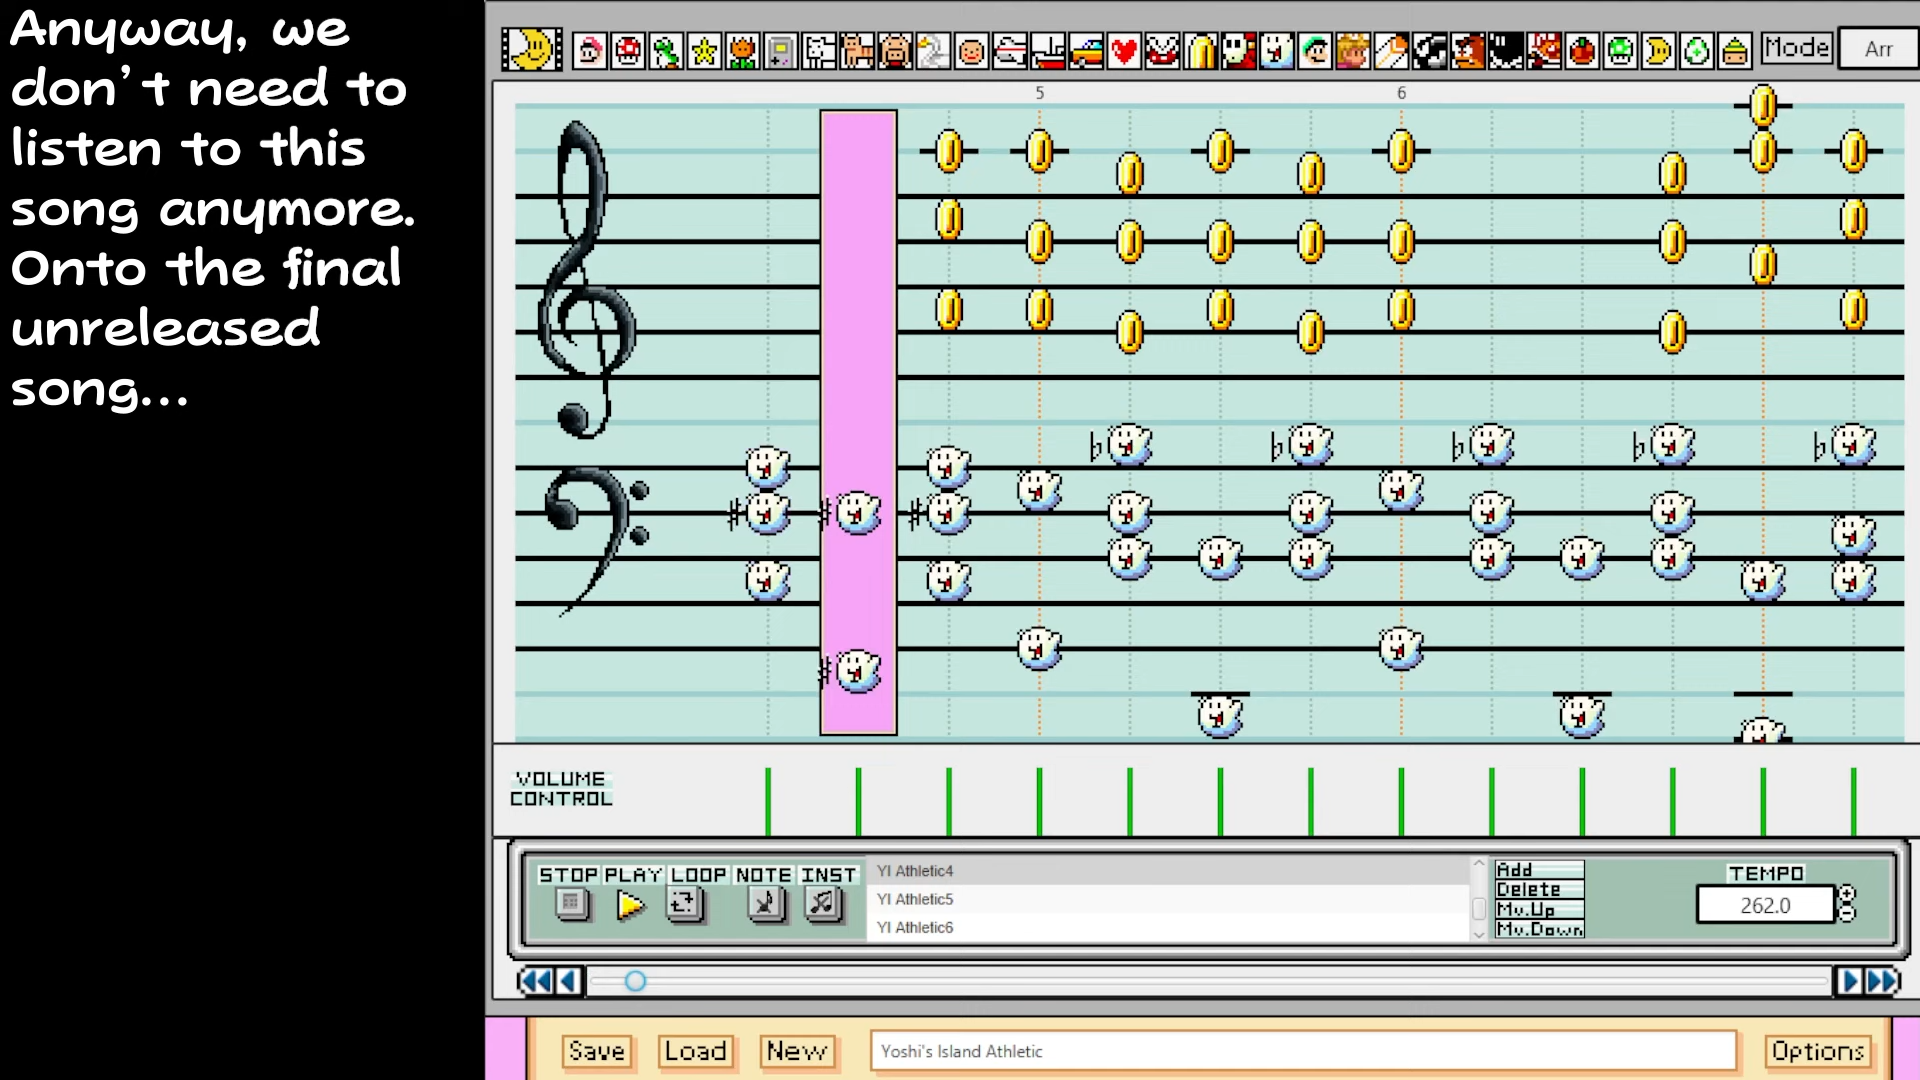 Anyway, we
don't need to
listen to this
song anymore.
Onto the final
unreleased
song...
Mode
Arr
5
6
VOLUME
CONTROL
STOP PLAY LOOP NOTE INST
YI Athletic4
YI Athletic5
YI Athletic6
Add
Delete
Mv.Up
Mv.Down
TEMPO
262.0
Save
Load
New
Yoshi's Island Athletic
Options